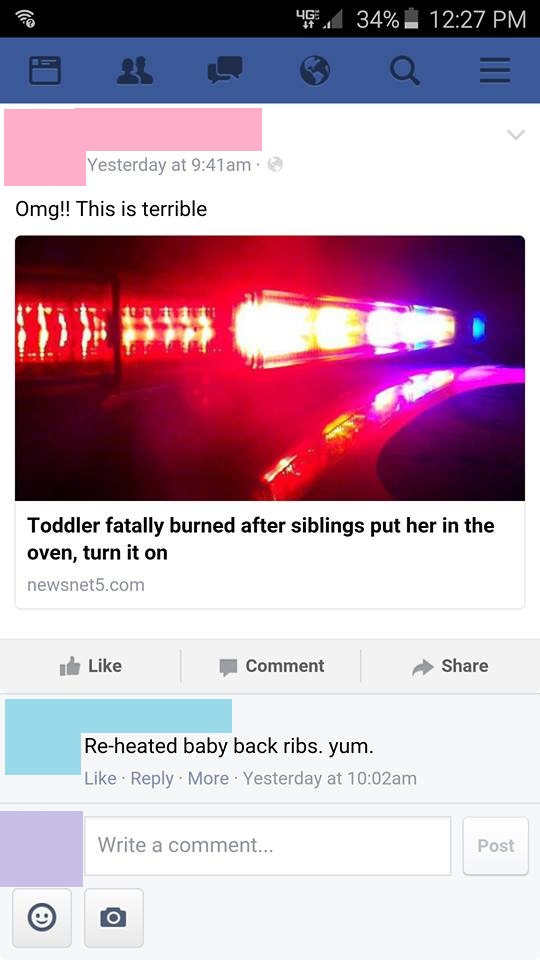 4G 34% 12:27 PM
Yesterday at 9:41am ·
Omg!! This is terrible
Toddler fatally burned after siblings put her in the
oven, turn it on
newsnet5.com
Like Comment Share
Re-heated baby back ribs. yum.
Like · Reply · More · Yesterday at 10:02am
Write a comment...
Post